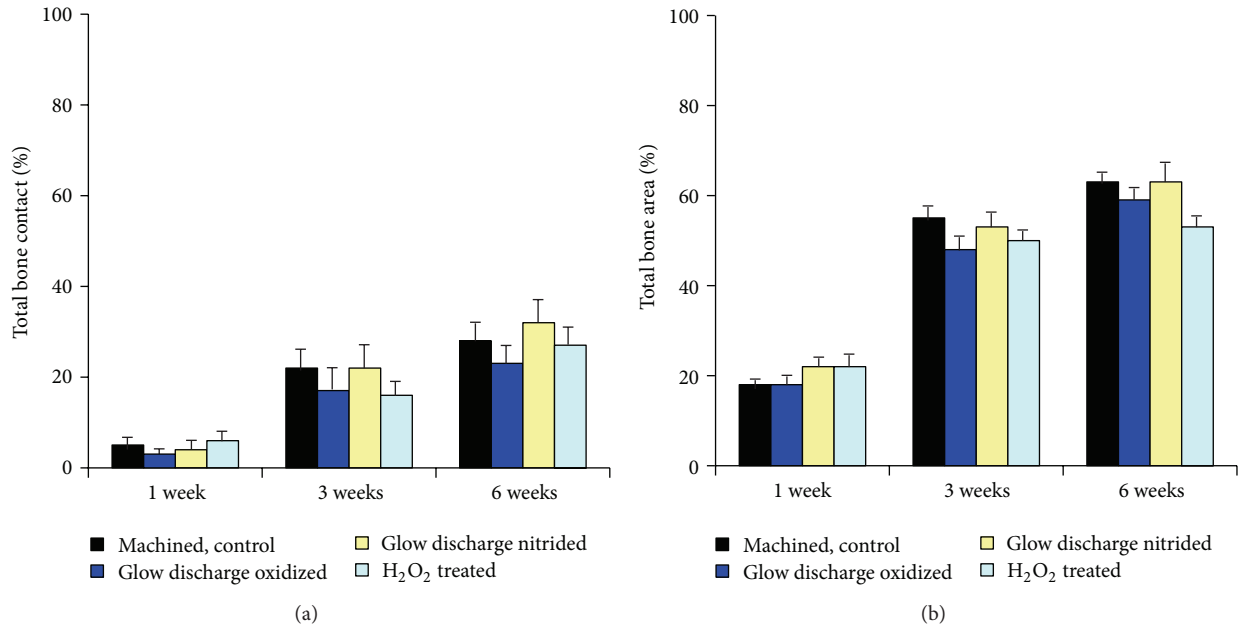 100
80
60
40
20
0
Total bone contact (%)
1 week 3 weeks 6 weeks
Machined, control Glow discharge nitrided
Glow discharge oxidized H₂O₂ treated
(a)
100
80
60
40
20
0
Total bone area (%)
1 week 3 weeks 6 weeks
Machined, control Glow discharge nitrided
Glow discharge oxidized H₂O₂ treated
(b)